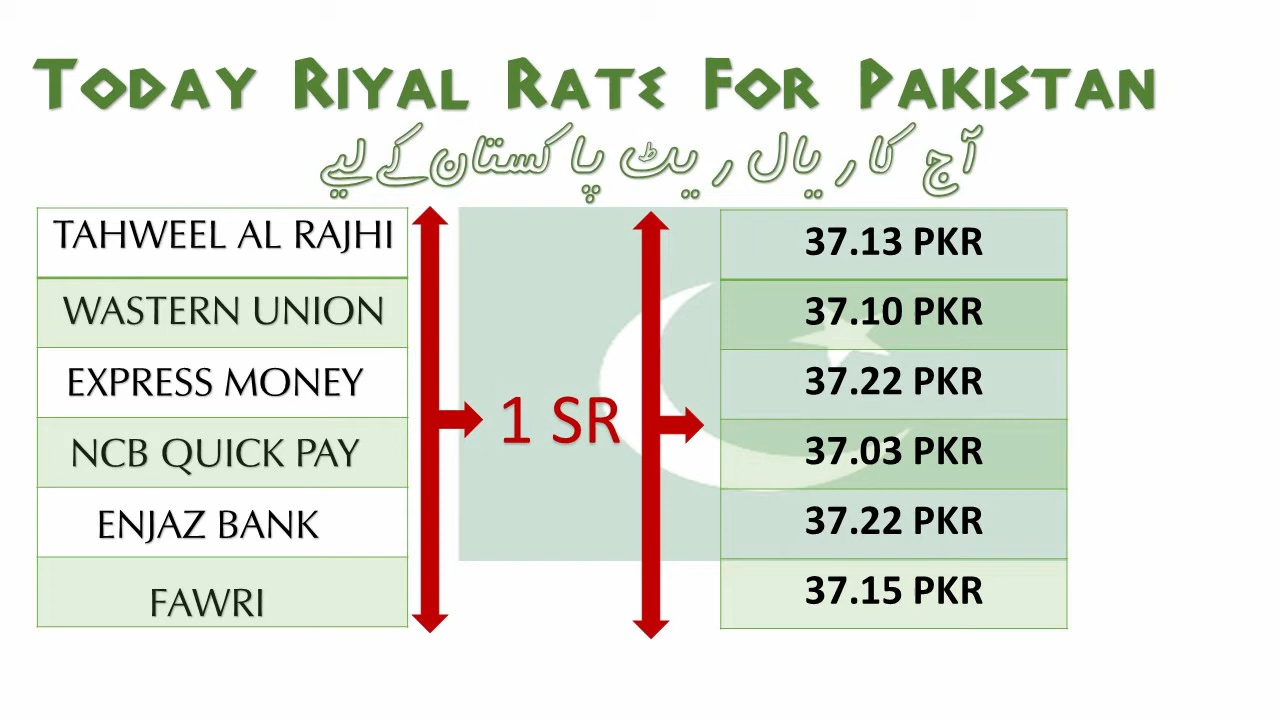 Today Riyal Rate For Pakistan
آج کا ریال ریٹ پاکستان کے لیے
TAHWEEL AL RAJHI 37.13 PKR
WASTERN UNION 37.10 PKR
EXPRESS MONEY 37.22 PKR
1 SR
NCB QUICK PAY 37.03 PKR
ENJAZ BANK 37.22 PKR
FAWRI 37.15 PKR